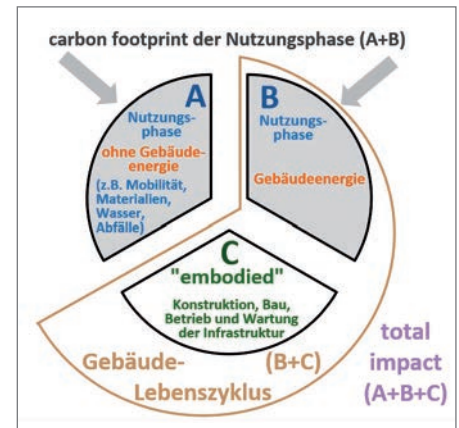 carbon footprint der Nutzungsphase (A+B)
A
Nutzungs-
phase
ohne Gebäude-
energie
(z.B. Mobilität,
Materialien,
Wasser,
Abfälle)
B
Nutzungs-
phase
Gebäudeenergie
C
"embodied"
Konstruktion, Bau,
Betrieb und Wartung
der Infrastruktur
Gebäude- (B+C)
Lebenszyklus
total
impact
(A+B+C)